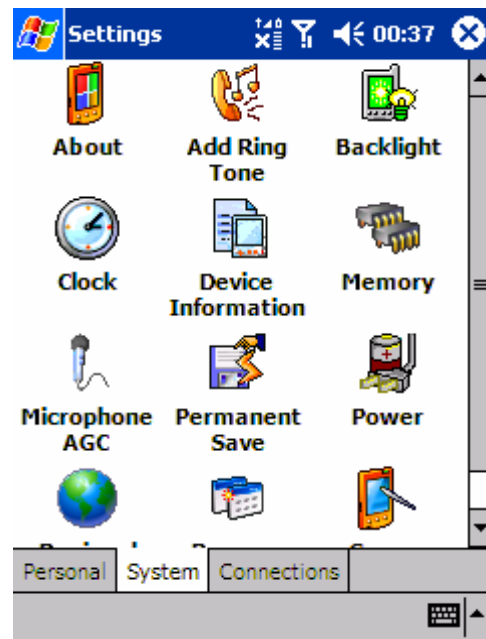 Settings 00:37
About Add Ring Tone Backlight
Clock Device Information Memory
Microphone AGC Permanent Save Power
Personal System Connections